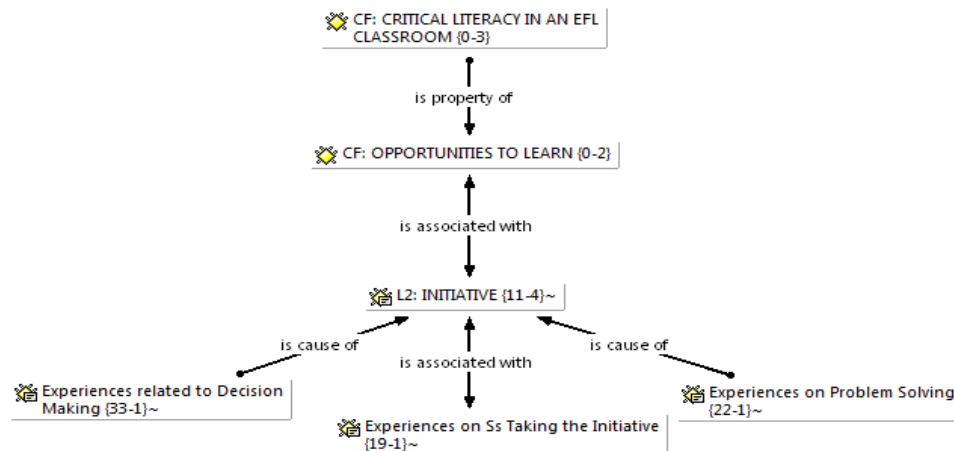 CF: CRITICAL LITERACY IN AN EFL
CLASSROOM {0-3}
is property of
CF: OPPORTUNITIES TO LEARN {0-2}
is associated with
L2: INITIATIVE {11-4}~
is cause of
is associated with
is cause of
Experiences related to Decision
Making {33-1}~
Experiences on Ss Taking the Initiative
{19-1}~
Experiences on Problem Solving
{22-1}~